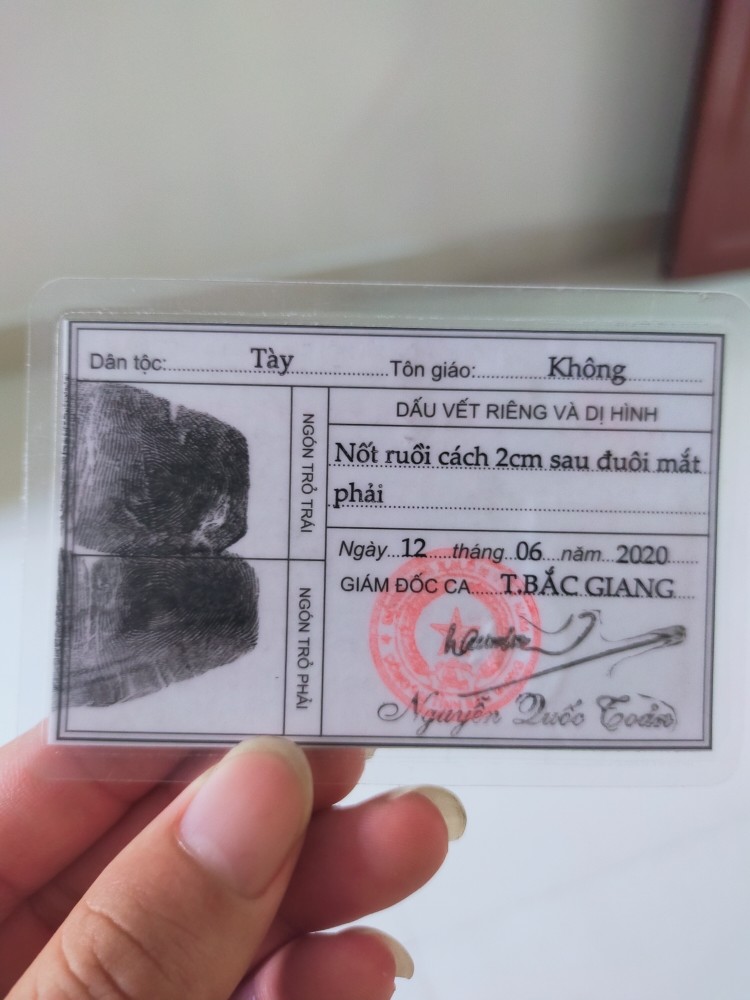 Dân tộc: Tày Tôn giáo: Không
NGÓN TRỎ TRÁI
NGÓN TRỎ PHẢI
DẤU VẾT RIÊNG VÀ DỊ HÌNH
Nốt ruồi cách 2cm sau đuôi mắt
phải
Ngày 12 tháng 06 năm 2020
GIÁM ĐỐC CA T.BẮC GIANG
Nguyễn Quốc Toản